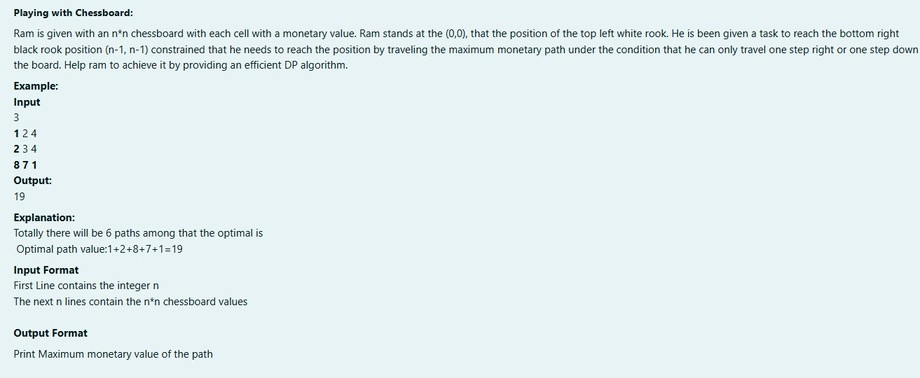 Playing with Chessboard:
Ram is given with an n*n chessboard with each cell with a monetary value. Ram stands at the (0,0), that the position of the top left white rook. He is been given a task to reach the bottom right
black rook position (n-1, n-1) constrained that he needs to reach the position by traveling the maximum monetary path under the condition that he can only travel one step right or one step down
the board. Help ram to achieve it by providing an efficient DP algorithm.
Example:
Input
3
1 2 4
2 3 4
8 7 1
Output:
19
Explanation:
Totally there will be 6 paths among that the optimal is
Optimal path value:1+2+8+7+1=19
Input Format
First Line contains the integer n
The next n lines contain the n*n chessboard values
Output Format
Print Maximum monetary value of the path